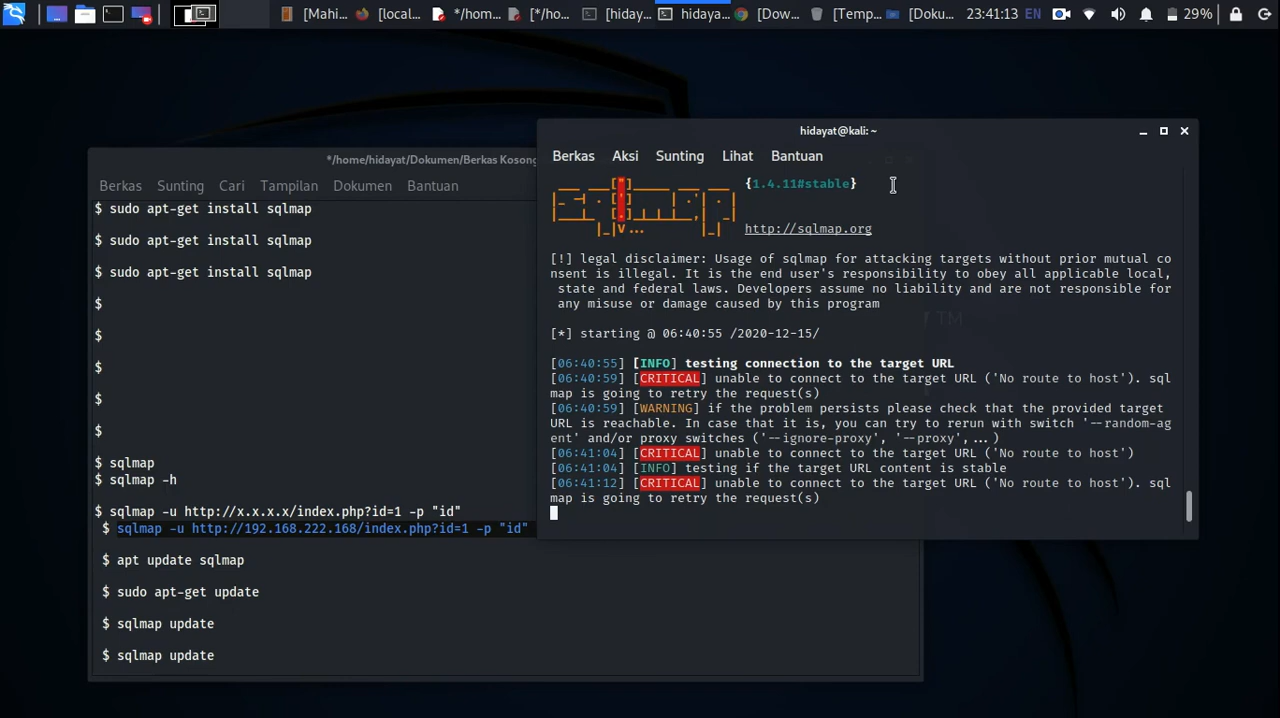 [Mahi...
[local...
*/hom...
[*/ho...
[hiday...
hidaya...
[Dow...
[Temp...
[Doku...
23:41:13
EN
29%
*/home/hidayat/Dokumen/Berkas Kosong
Berkas Sunting Cari Tampilan Dokumen Bantuan
$ sudo apt-get install sqlmap
$ sudo apt-get install sqlmap
$ sudo apt-get install sqlmap
$
$
$
$
$
$ sqlmap
$ sqlmap -h
$ sqlmap -u http://x.x.x.x/index.php?id=1 -p "id"
$ sqlmap -u http://192.168.222.168/index.php?id=1 -p "id"
$ apt update sqlmap
$ sudo apt-get update
$ sqlmap update
$ sqlmap update
hidayat@kali: ~
Berkas Aksi Sunting Lihat Bantuan
{1.4.11#stable}
http://sqlmap.org
[!] legal disclaimer: Usage of sqlmap for attacking targets without prior mutual co
nsent is illegal. It is the end user's responsibility to obey all applicable local,
state and federal laws. Developers assume no liability and are not responsible for
any misuse or damage caused by this program
[*] starting @ 06:40:55 /2020-12-15/
[06:40:55] [INFO] testing connection to the target URL
[06:40:59] [CRITICAL] unable to connect to the target URL ('No route to host'). sql
map is going to retry the request(s)
[06:40:59] [WARNING] if the problem persists please check that the provided target
URL is reachable. In case that it is, you can try to rerun with switch '--random-ag
ent' and/or proxy switches ('--ignore-proxy', '--proxy',...)
[06:41:04] [CRITICAL] unable to connect to the target URL ('No route to host')
[06:41:04] [INFO] testing if the target URL content is stable
[06:41:12] [CRITICAL] unable to connect to the target URL ('No route to host'). sql
map is going to retry the request(s)
TM